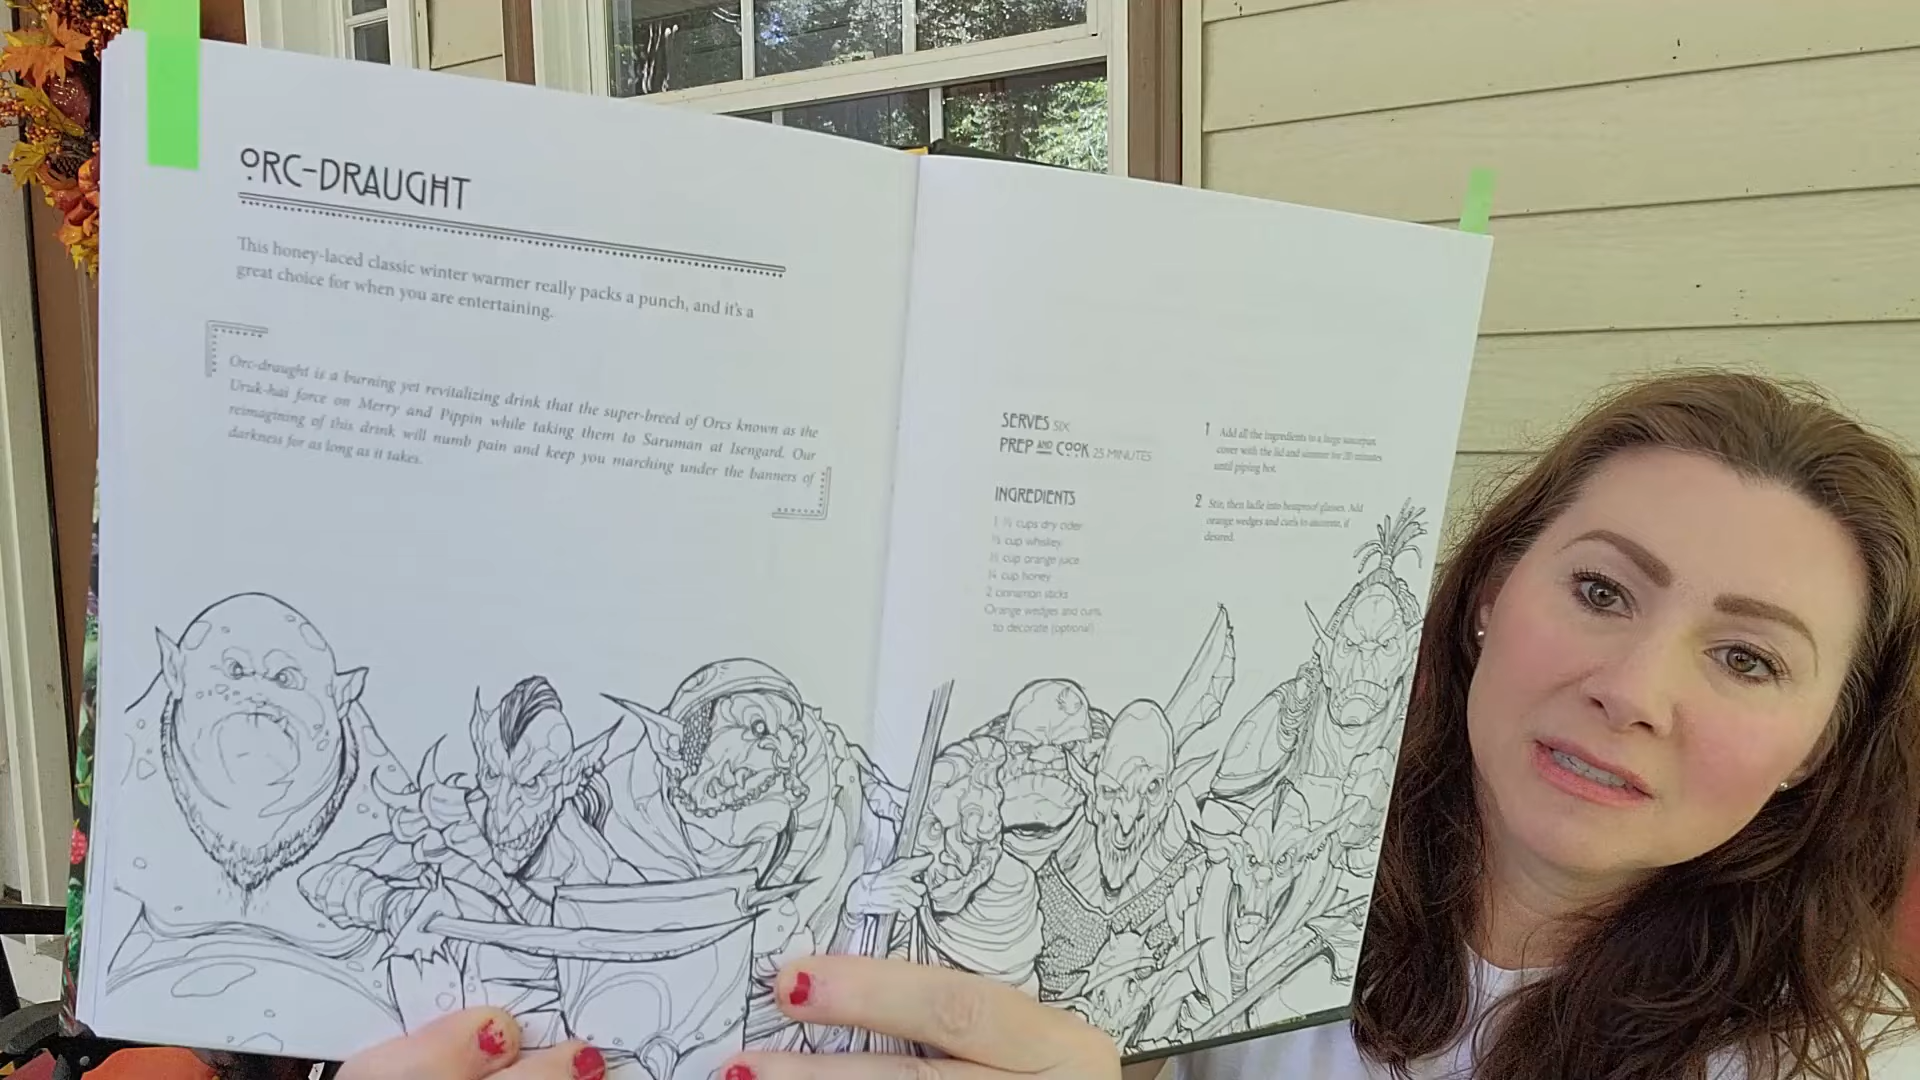 ORC-DRAUGHT
This honey-laced classic winter warmer really packs a punch, and it's a
great choice for when you are entertaining.
Orc-draught is a burning yet revitalizing drink that the super-breed of Orcs known as the
Uruk-hai force on Merry and Pippin while taking them to Saruman at Isengard. Our
reimagining of this drink will numb pain and keep you marching under the banners of
darkness for as long as it takes.
SERVES SIX
PREP AND COOK 25 MINUTES
INGREDIENTS
cups dry cider
cup whiskey
cup orange juice
¼ cup honey
2 cinnamon sticks
Orange wedges and curls,
to decorate (optional)
1 Add all the ingredients to a large saucepan,
cover with the lid and simmer for 20 minutes
until piping hot.
2 Stir, then ladle into heatproof glasses. Add
orange wedges and curls to decorate, if
desired.